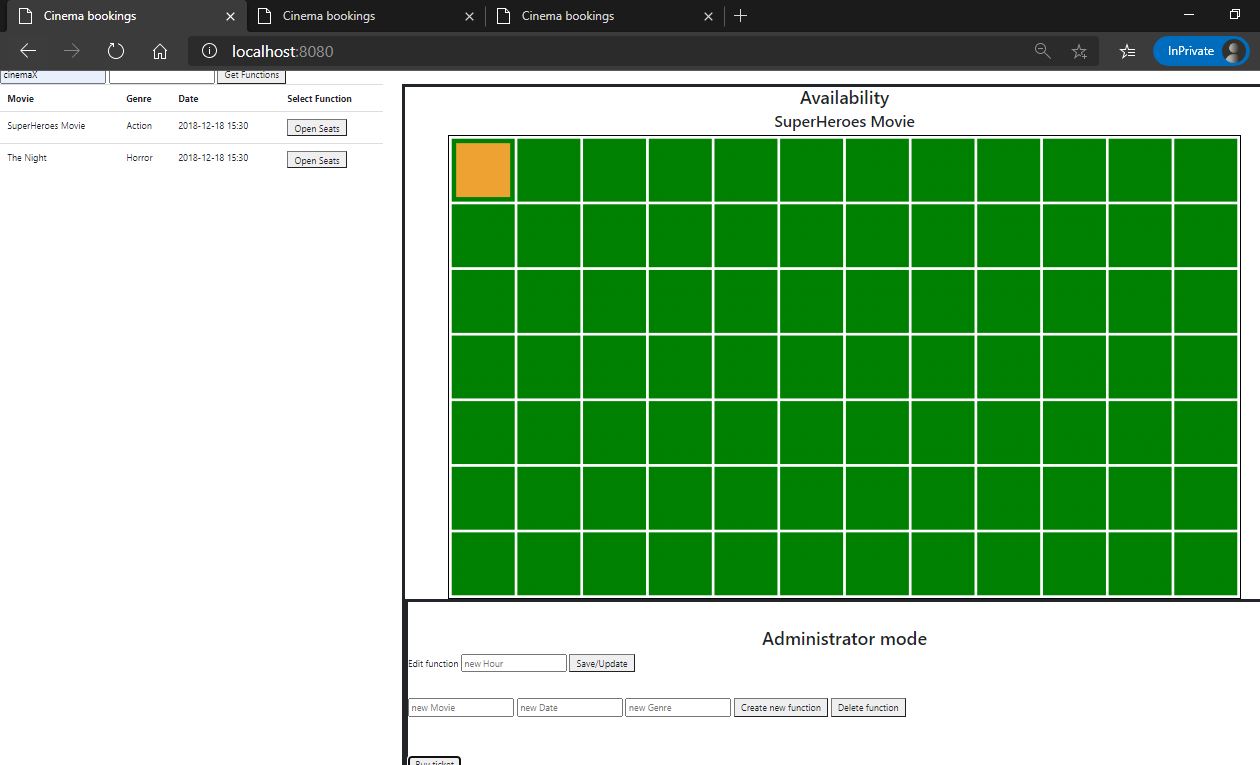 Cinema bookings Cinema bookings Cinema bookings
localhost:8080 InPrivate
cinemaX Get Functions
Movie Genre Date Select Function
SuperHeroes Movie Action 2018-12-18 15:30 Open Seats
The Night Horror 2018-12-18 15:30 Open Seats
Availability
SuperHeroes Movie
Administrator mode
Edit function new Hour Save/Update
new Movie new Date new Genre Create new function Delete function
Buy ticket